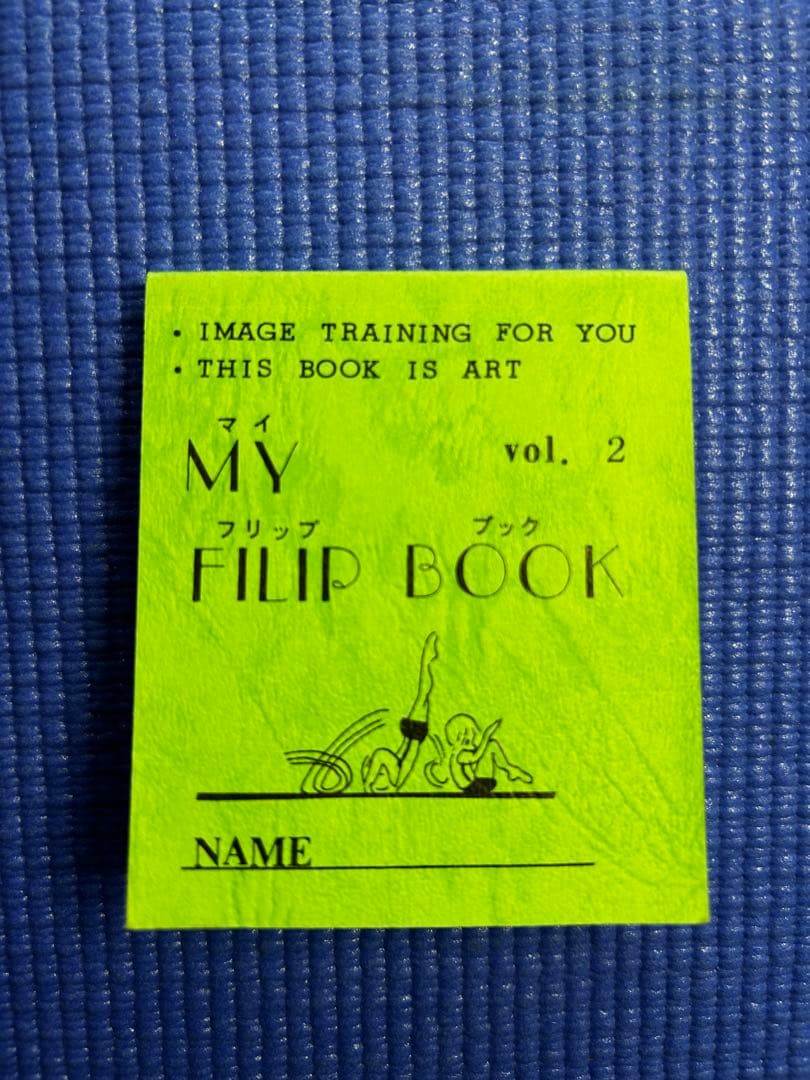 ・IMAGE TRAINING FOR YOU
・THIS BOOK IS ART
マイ
MY vol. 2
フリップ ブック
FILIP BOOK
NAME